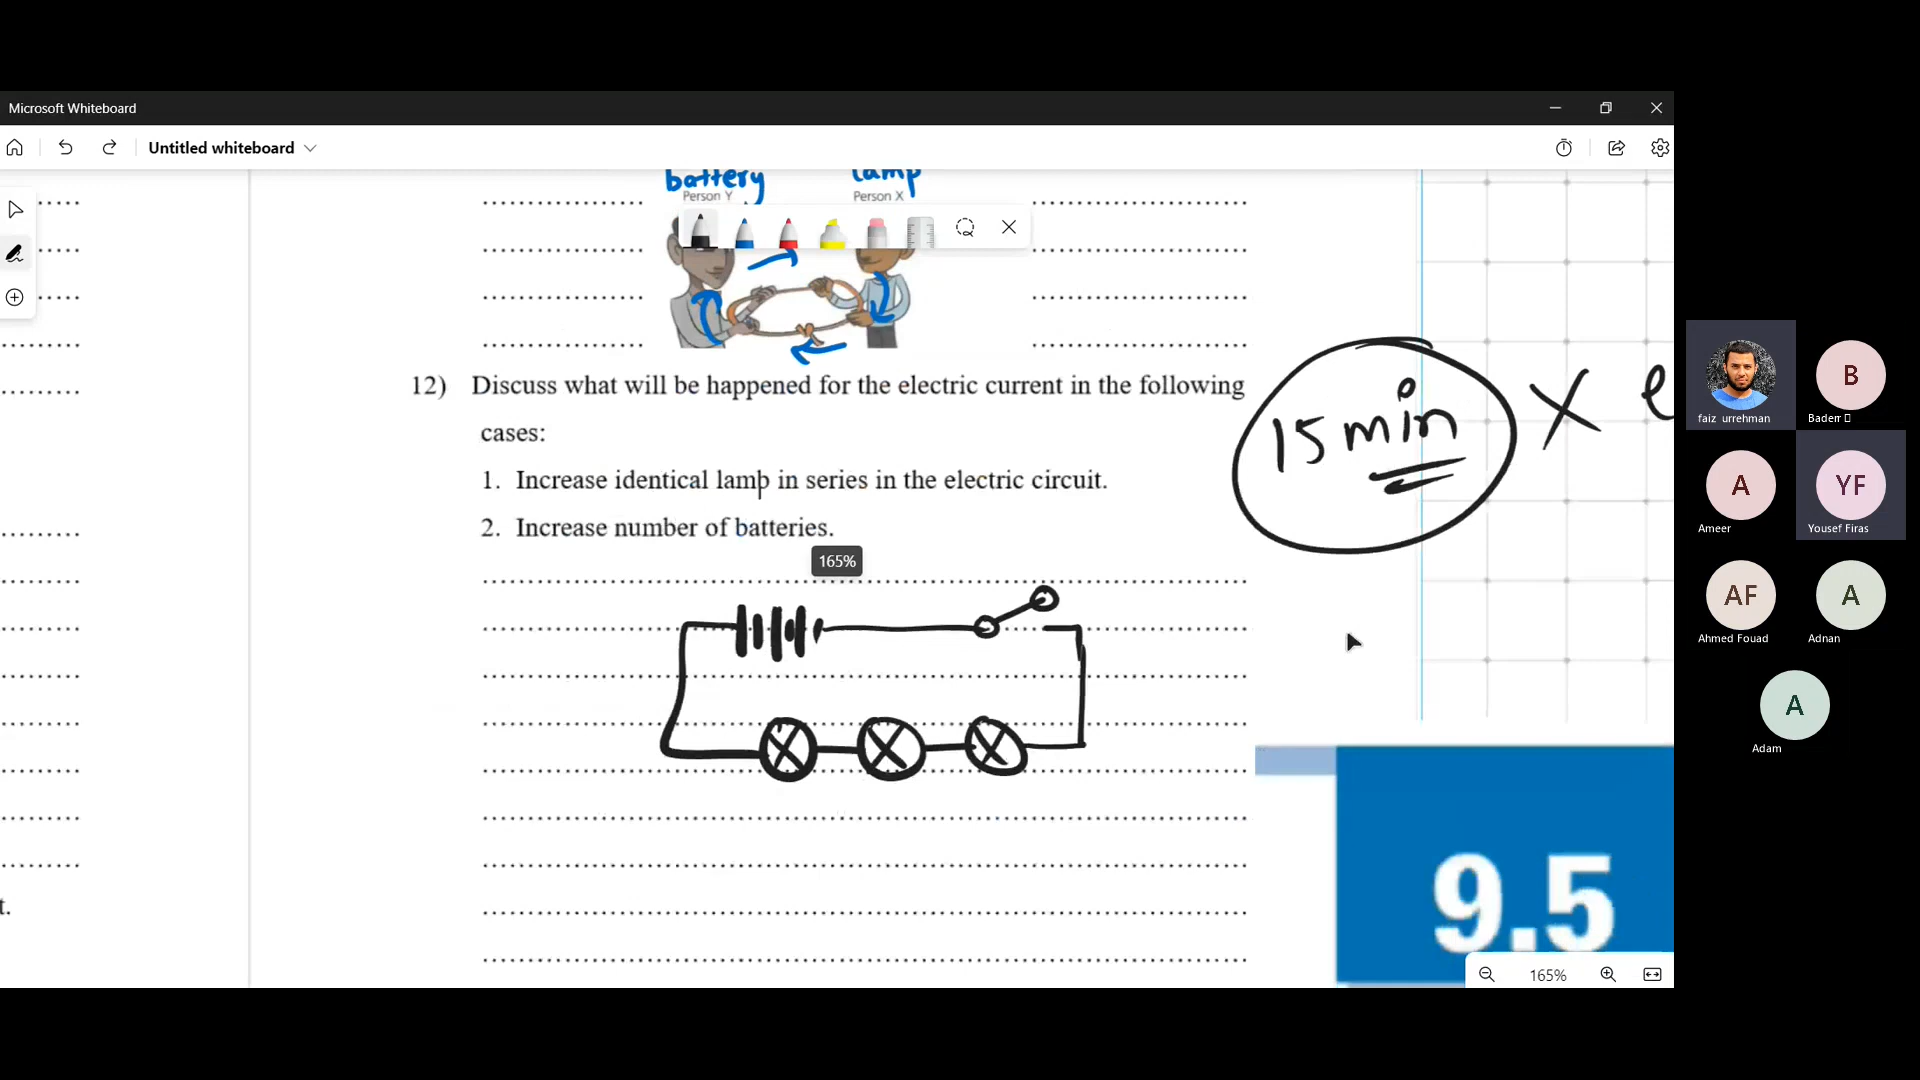 Microsoft Whiteboard
Untitled whiteboard
battery
lamp
Person Y
Person X
12) Discuss what will be happened for the electric current in the following
cases:
1. Increase identical lamp in series in the electric circuit.
2. Increase number of batteries.
165%
15 min X e
t.
9.5
165%
faiz urrehman
B
Baderr
A
Ameer
YF
Yousef Firas
AF
Ahmed Fouad
A
Adnan
A
Adam